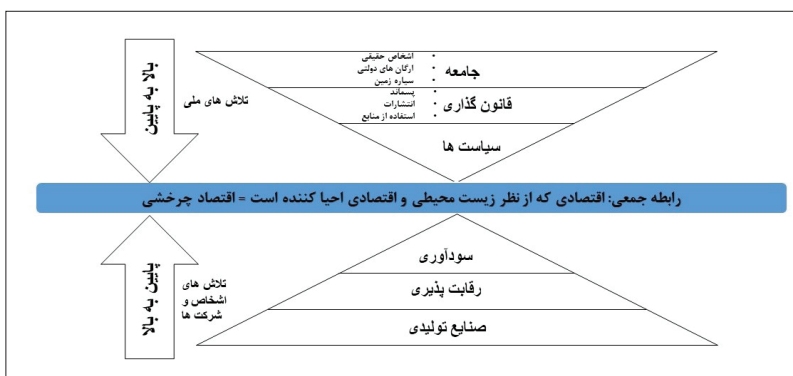 بالا به پایین
تلاش های ملی
جامعه
• اشخاص حقیقی
• ارگان های دولتی
• سیاره زمین
قانون گذاری
• پسماند
• انتشارات
• استفاده از منابع
سیاست ها
رابطه جمعی: اقتصادی که از نظر زیست محیطی و اقتصادی احیا کننده است = اقتصاد چرخشی
سودآوری
رقابت پذیری
صنایع تولیدی
پایین به بالا
تلاش های
اشخاص و
شرکت ها